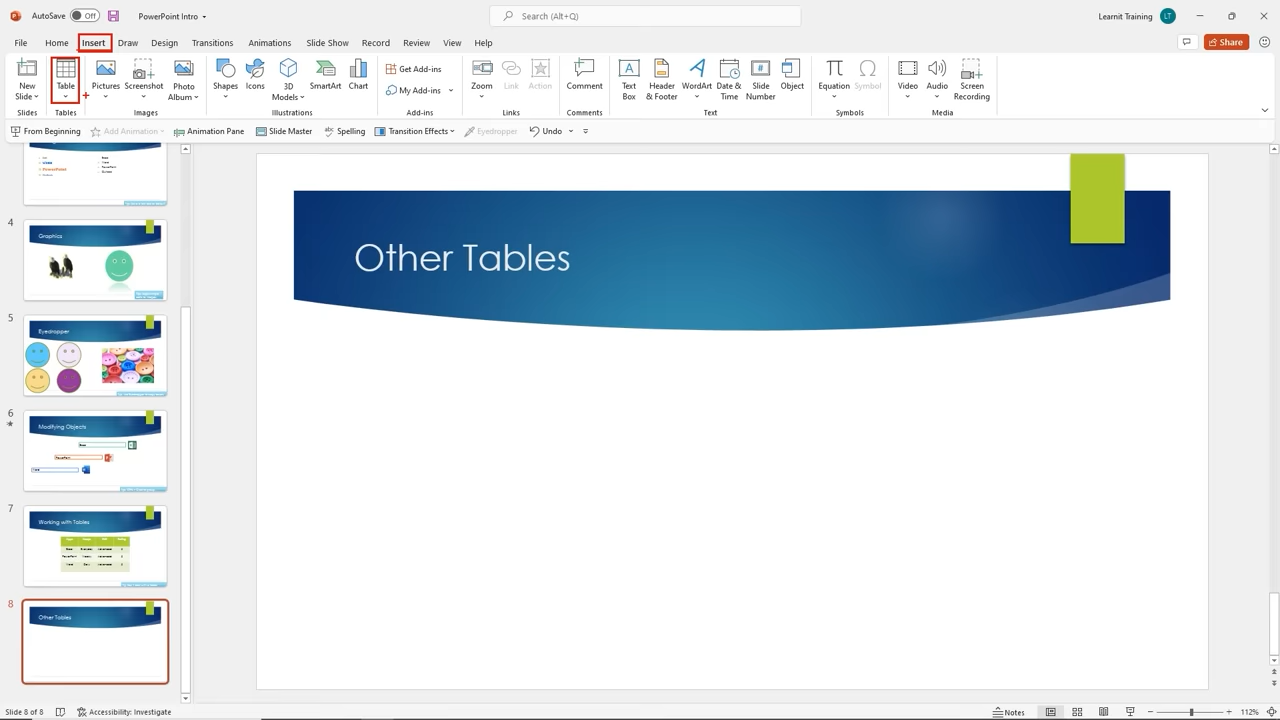 AutoSave Off PowerPoint Intro Search (Alt+Q) Learnit Training LT
File Home Insert Draw Design Transitions Animations Slide Show Record Review View Help Share
New Slide Table Pictures Screenshot Photo Album Shapes Icons 3D Models SmartArt Chart Get Add-ins My Add-ins Zoom Link Action Comment Text Box Header & Footer WordArt Date & Time Slide Number Object Equation Symbol Video Audio Screen Recording
Slides Tables Images Illustrations Add-ins Links Comments Text Symbols Media
From Beginning Add Animation Animation Pane Slide Master Spelling Transition Effects Eyedropper Undo
PowerPoint
4
Graphics
5
Eyedropper
6
Modifying Objects
7
Working with Tables
8
Other Tables
Other Tables
Slide 8 of 8 Accessibility: Investigate Notes 112%